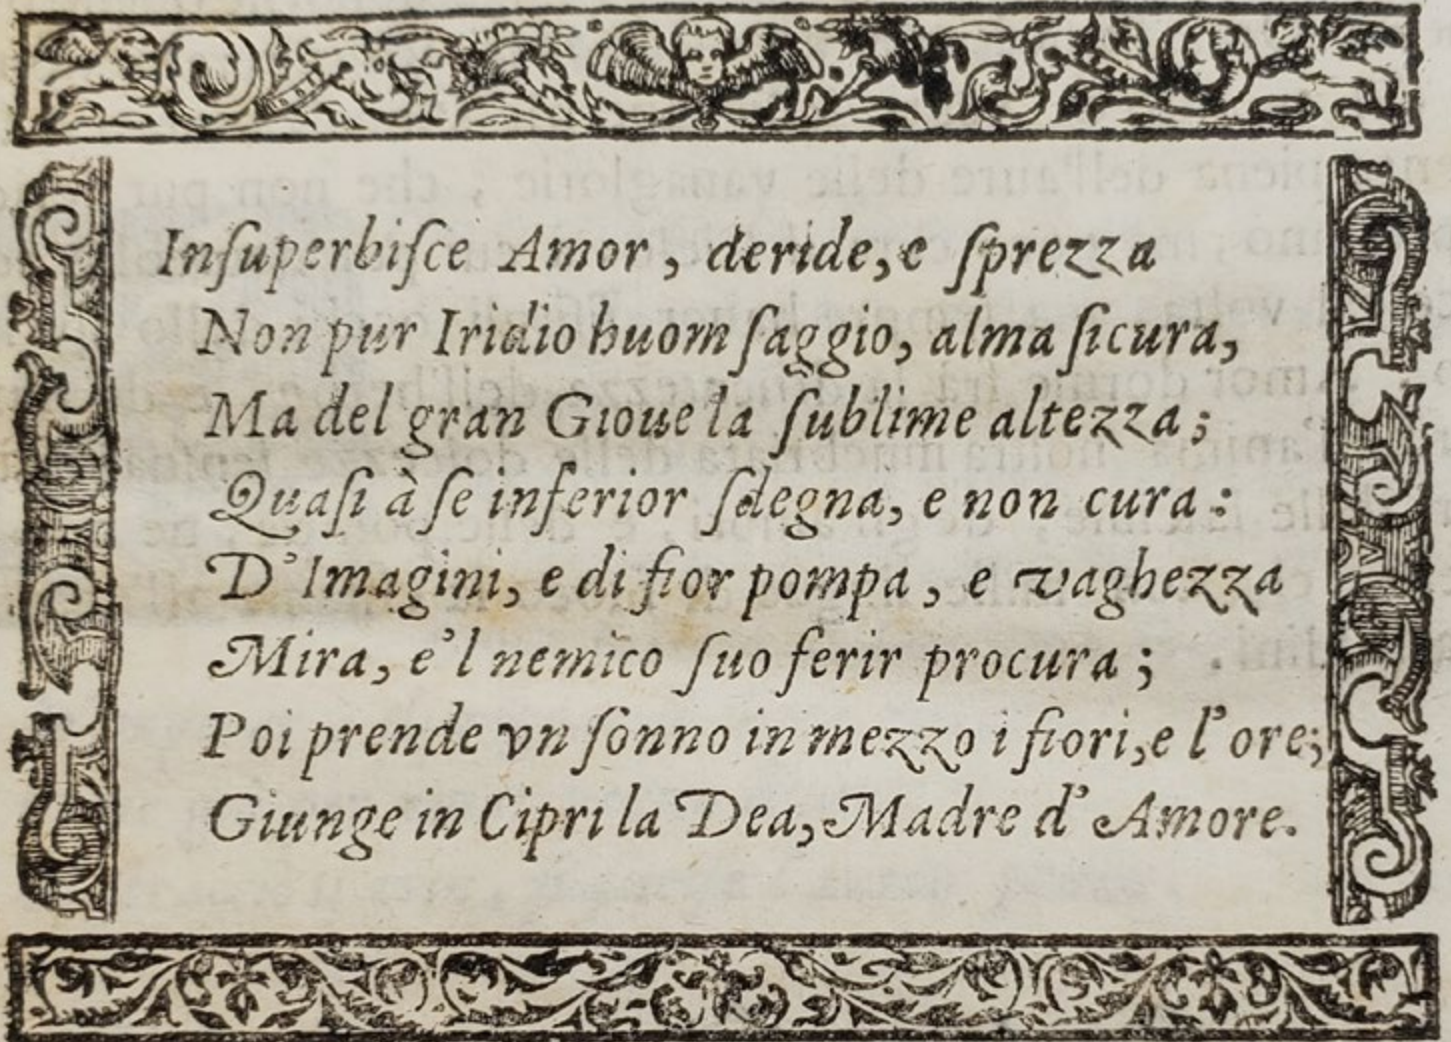 Inſuperbiſce Amor, deride, e ſprezza
Non pur Iridio huom ſaggio, alma ſicura,
Ma del gran Gioue la ſublime altezza;
Quaſi à ſe inferior ſdegna, e non cura:
D'Imagini, e di fior pompa, e vaghezza
Mira, e'l nemico ſuo ferir procura;
Poi prende vn ſonno in mezzo i fiori, e l'ore;
Giunge in Cipri la Dea, Madre d'Amore.